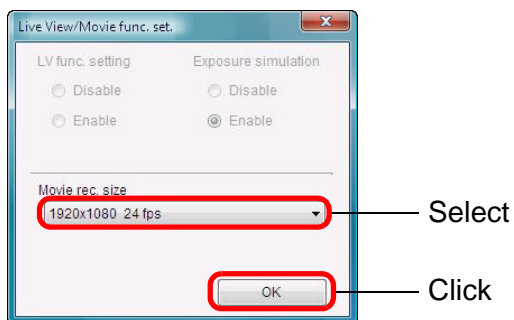 Live View/Movie func. set.
LV func. setting
Exposure simulation
Disable
Disable
Enable
Enable
Movie rec. size
1920x1080 24 fps
Select
OK
Click